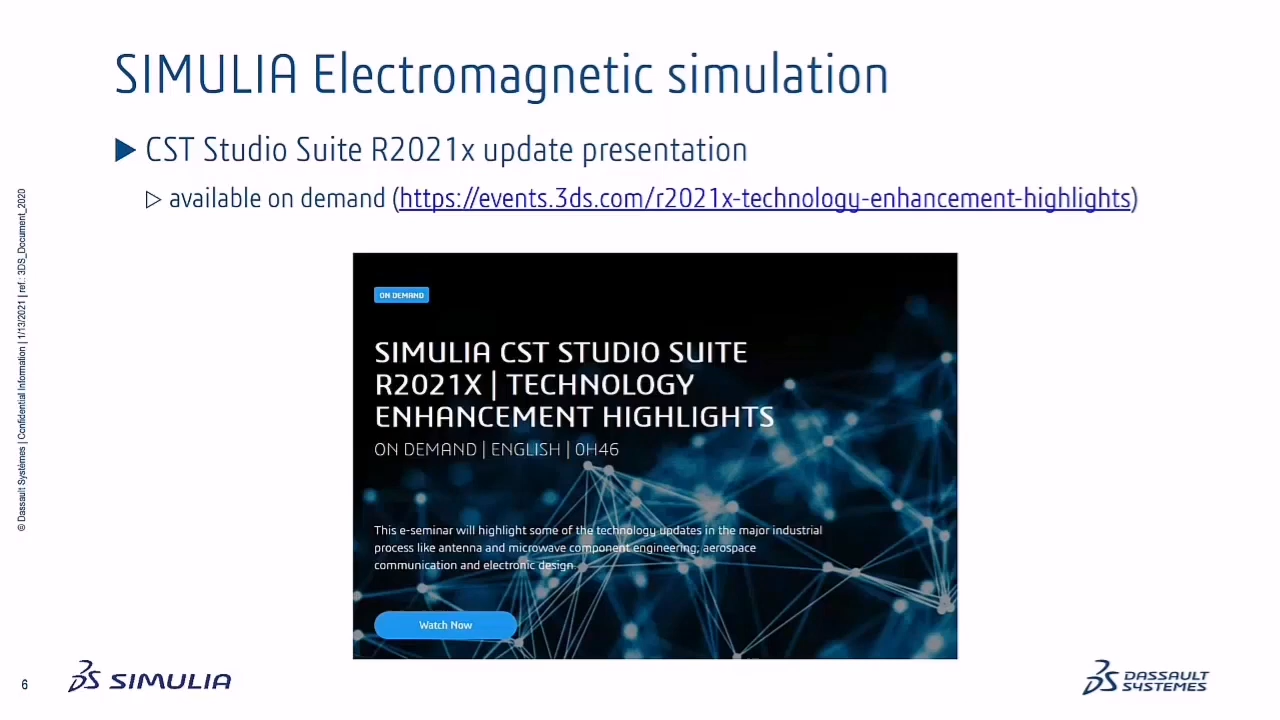 SIMULIA Electromagnetic simulation
CST Studio Suite R2021x update presentation
available on demand (https://events.3ds.com/r2021x-technology-enhancement-highlights)
© Dassault Systèmes | Confidential Information | 1/13/2021 | ref.: 3DS_Document_2020
ON DEMAND
SIMULIA CST STUDIO SUITE
R2021X | TECHNOLOGY
ENHANCEMENT HIGHLIGHTS
ON DEMAND | ENGLISH | 0H46
This e-seminar will highlight some of the technology updates in the major industrial
process like antenna and microwave component engineering; aerospace
communication and electronic design.
Watch Now
6
3DS SIMULIA
3DS DASSAULT
SYSTEMES